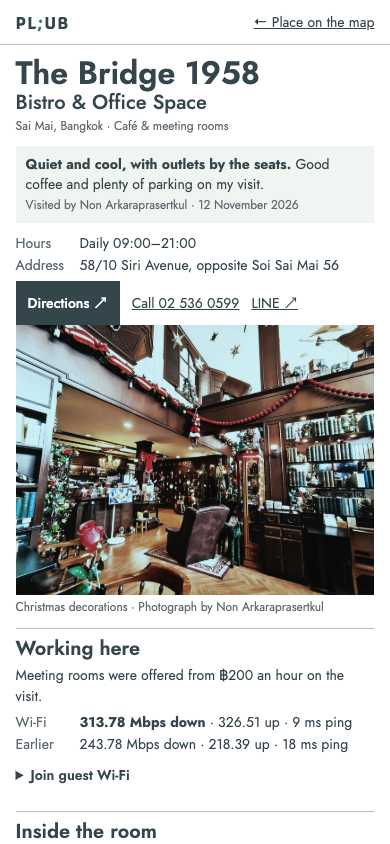 PL;UB
← Place on the map
The Bridge 1958
Bistro & Office Space
Sai Mai, Bangkok · Café & meeting rooms
Quiet and cool, with outlets by the seats. Good
coffee and plenty of parking on my visit.
Visited by Non Arkaraprasertkul · 12 November 2026
Hours Daily 09:00–21:00
Address 58/10 Siri Avenue, opposite Soi Sai Mai 56
Directions ↗ Call 02 536 0599 LINE ↗
Christmas decorations · Photograph by Non Arkaraprasertkul
Working here
Meeting rooms were offered from ฿200 an hour on the
visit.
Wi-Fi 313.78 Mbps down · 326.51 up · 9 ms ping
Earlier 243.78 Mbps down · 218.39 up · 18 ms ping
▶ Join guest Wi-Fi
Inside the room